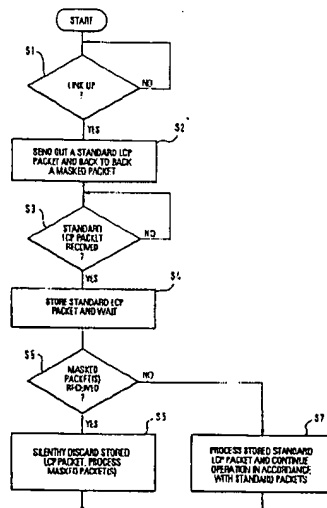 START
S1
LINK UP
?
NO
YES
S2
SEND OUT A STANDARD LCP
PACKET AND BACK TO BACK
A MASKED PACKET
S3
STANDARD
LCP PACKET
RECEIVED
?
NO
YES
S4
STORE STANDARD LCP
PACKET AND WAIT
S5
MASKED
PACKET(S)
RECEIVED
?
NO
YES
SILENTHY DISCARD STORED
LCP PACKET, PROCESS
MASKED PACKET(S)
S7
PROCESS STORED STANDARD
LCP PACKET AND CONTINUE
OPERATION IN ACCORDANCE
WITH STANDARD PACKETS